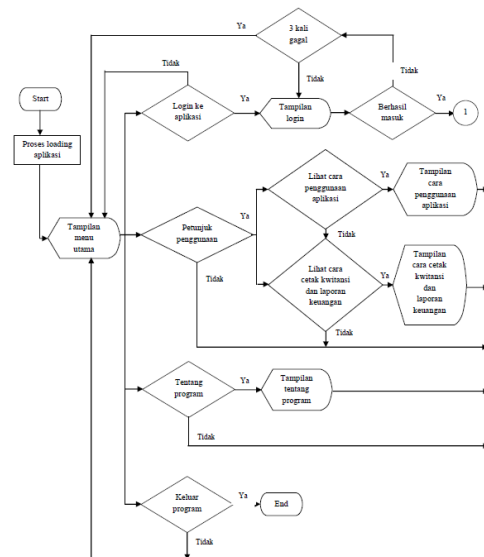 Ya
3 kali
gagal
Tidak
Tidak
Tidak
Start
Login ke
aplikasi
Ya
Tampilan
login
Berhasil
masuk
Ya
1
Proses loading
aplikasi
Lihat cara
penggunaan
aplikasi
Ya
Tampilan
cara
penggunaan
aplikasi
Tampilan
menu
utama
Petunjuk
penggunaan
Ya
Tidak
Tidak
Lihat cara
cetak kwitansi
dan laporan
keuangan
Ya
Tampilan
cara cetak
kwitansi
dan
laporan
keuangan
Tidak
Tentang
program
Ya
Tampilan
tentang
program
Tidak
Keluar
program
Ya
End
Tidak